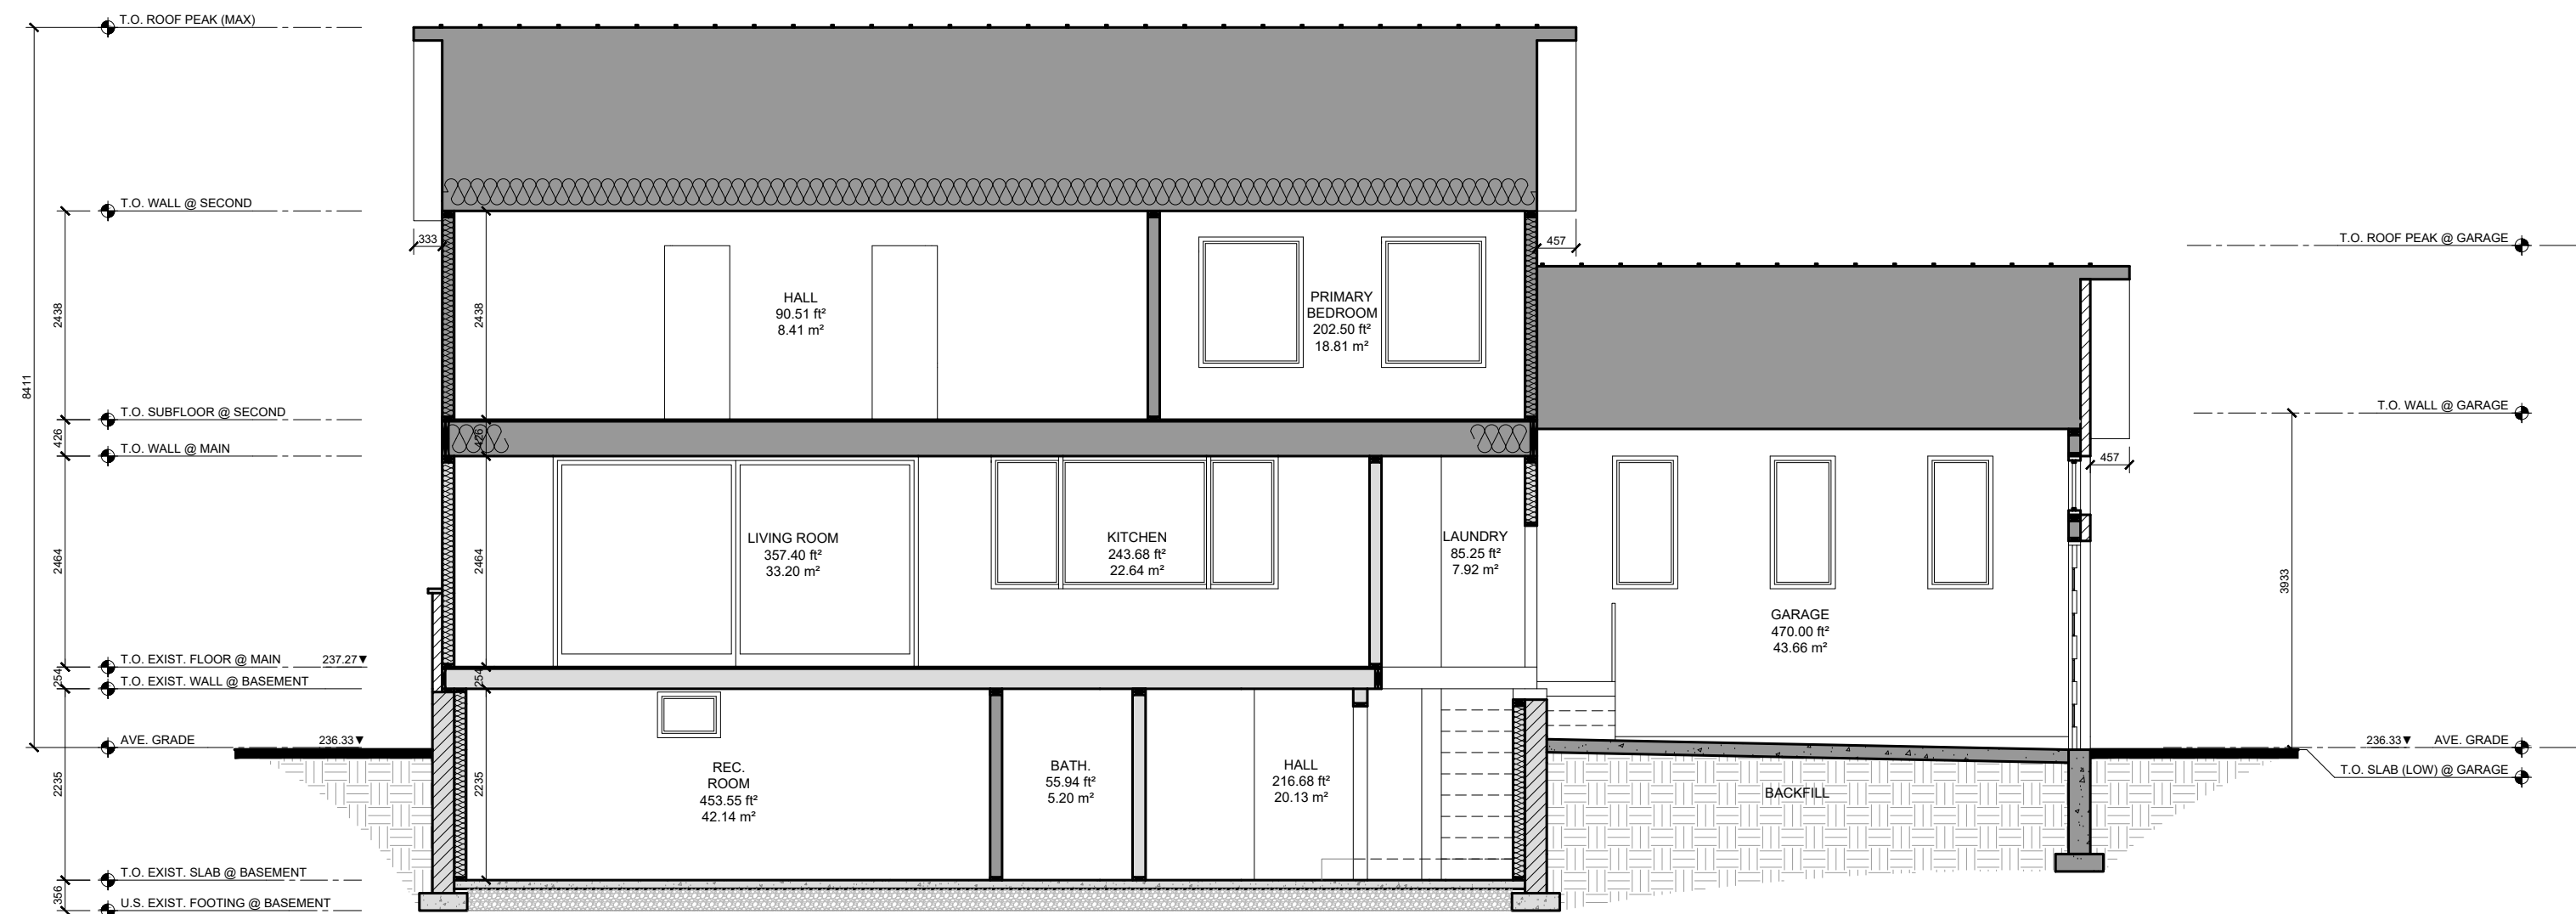 T.O. ROOF PEAK (MAX)
T.O. WALL @ SECOND
333
457
T.O. ROOF PEAK @ GARAGE
2438
2438
HALL
90.51 ft²
8.41 m²
PRIMARY
BEDROOM
202.50 ft²
18.81 m²
8411
T.O. SUBFLOOR @ SECOND
T.O. WALL @ GARAGE
426
426
T.O. WALL @ MAIN
457
2464
2464
LIVING ROOM
357.40 ft²
33.20 m²
KITCHEN
243.68 ft²
22.64 m²
LAUNDRY
85.25 ft²
7.92 m²
3933
GARAGE
470.00 ft²
43.66 m²
T.O. EXIST. FLOOR @ MAIN 237.27▼
254
254
T.O. EXIST. WALL @ BASEMENT
AVE. GRADE 236.33▼
236.33▼ AVE. GRADE
T.O. SLAB (LOW) @ GARAGE
2235
2235
REC.
ROOM
453.55 ft²
42.14 m²
BATH.
55.94 ft²
5.20 m²
HALL
216.68 ft²
20.13 m²
BACKFILL
T.O. EXIST. SLAB @ BASEMENT
356
U.S. EXIST. FOOTING @ BASEMENT